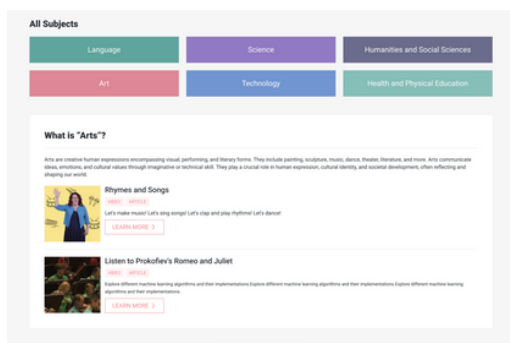 All Subjects
Language
Science
Humanities and Social Sciences
Art
Technology
Health and Physical Education
What is “Arts”?
Arts are creative human expressions encompassing visual, performing, and literary forms. They include painting, sculpture, music, dance, theater, literature, and more. Arts communicate
ideas, emotions, and cultural values through imaginative or technical skill. They play a crucial role in human expression, cultural identity, and societal development, often reflecting and
shaping our world.
Rhymes and Songs
VIDEO ARTICLE
Let's make music! Let's sing songs! Let's clap and play rhythms! Let's dance!
LEARN MORE >
Listen to Prokofiev's Romeo and Juliet
VIDEO ARTICLE
Explore different machine learning algorithms and their implementations.Explore different machine learning algorithms and their implementations.Explore different machine learning
algorithms and their implementations.
LEARN MORE >